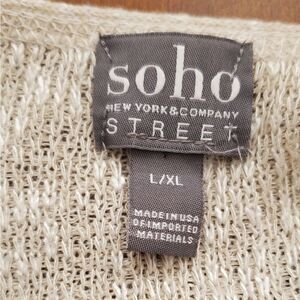 soho
NEW YORK & COMPANY
STREET
L/XL
MADE IN USA
OF IMPORTED
MATERIALS